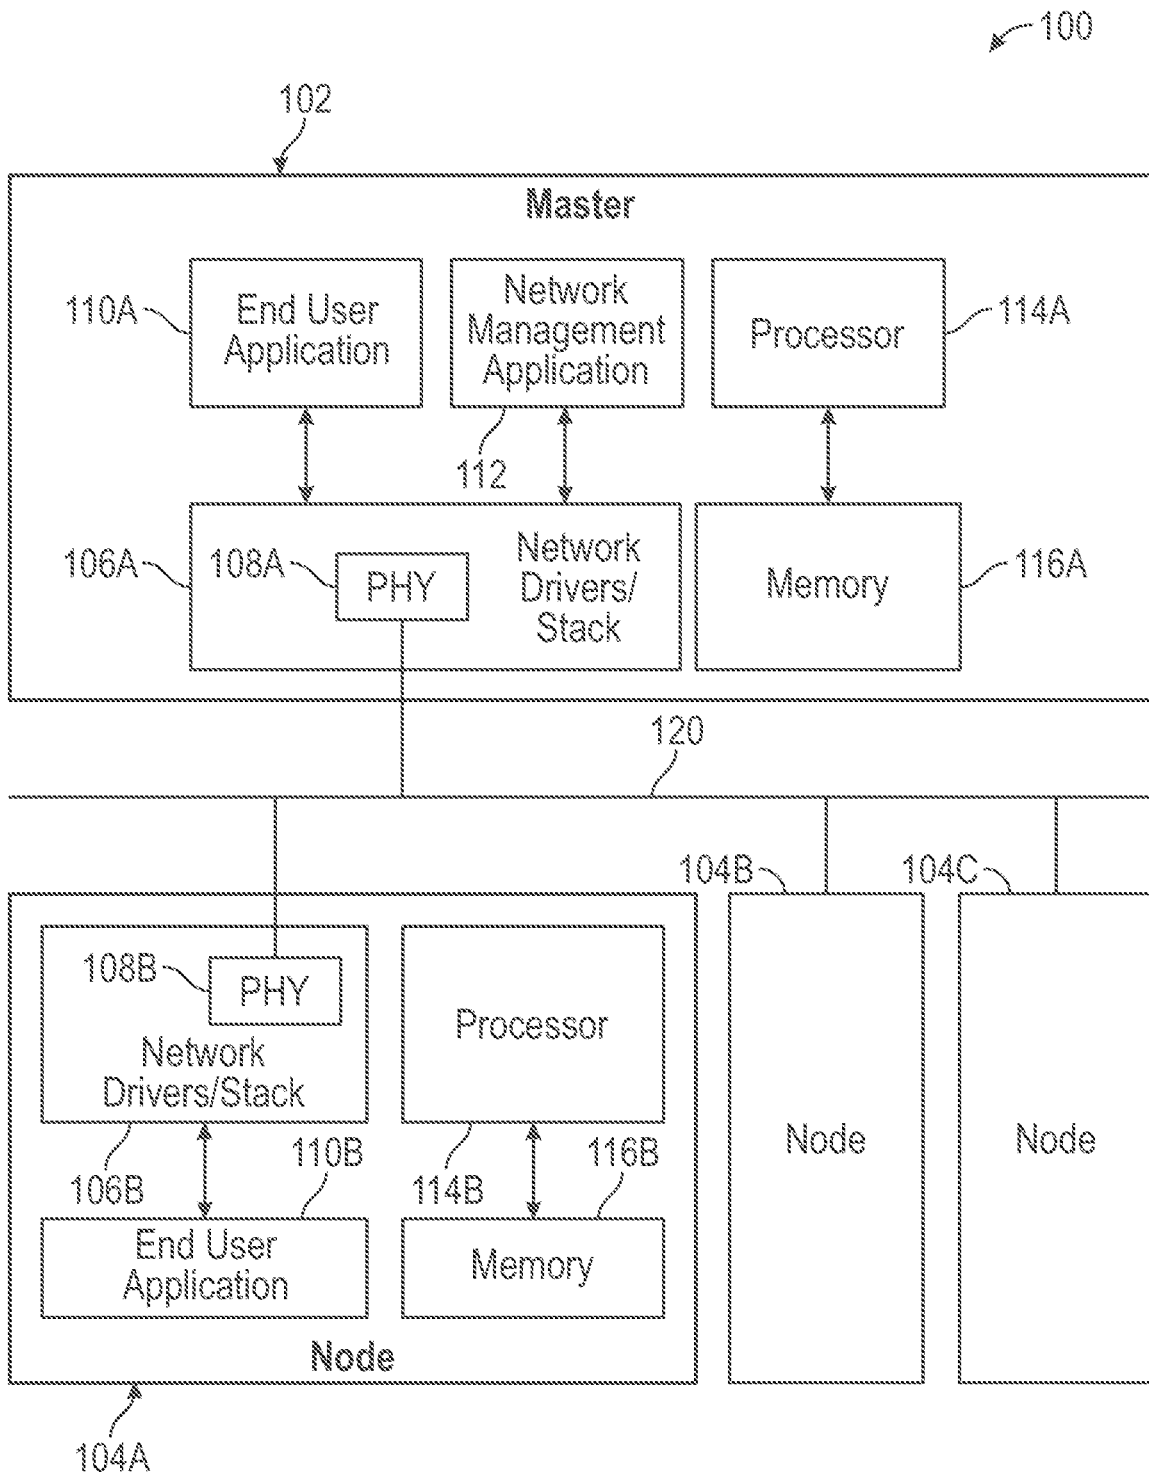 100
102
Master
110A
End User
Application
Network
Management
Application
Processor
114A
112
106A
108A
PHY
Network
Drivers/
Stack
Memory
116A
120
104B
104C
108B
PHY
Network
Drivers/Stack
Processor
106B
110B
114B
116B
End User
Application
Memory
Node
Node
Node
104A